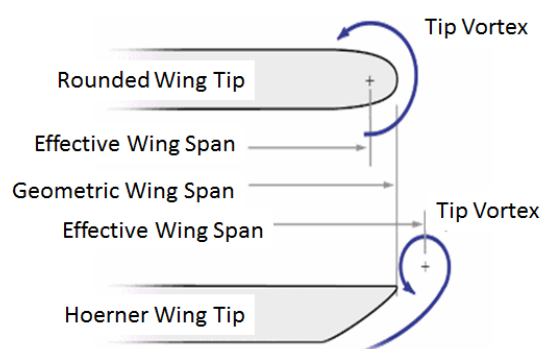 Tip Vortex
Rounded Wing Tip
Effective Wing Span
Geometric Wing Span
Tip Vortex
Effective Wing Span
Hoerner Wing Tip